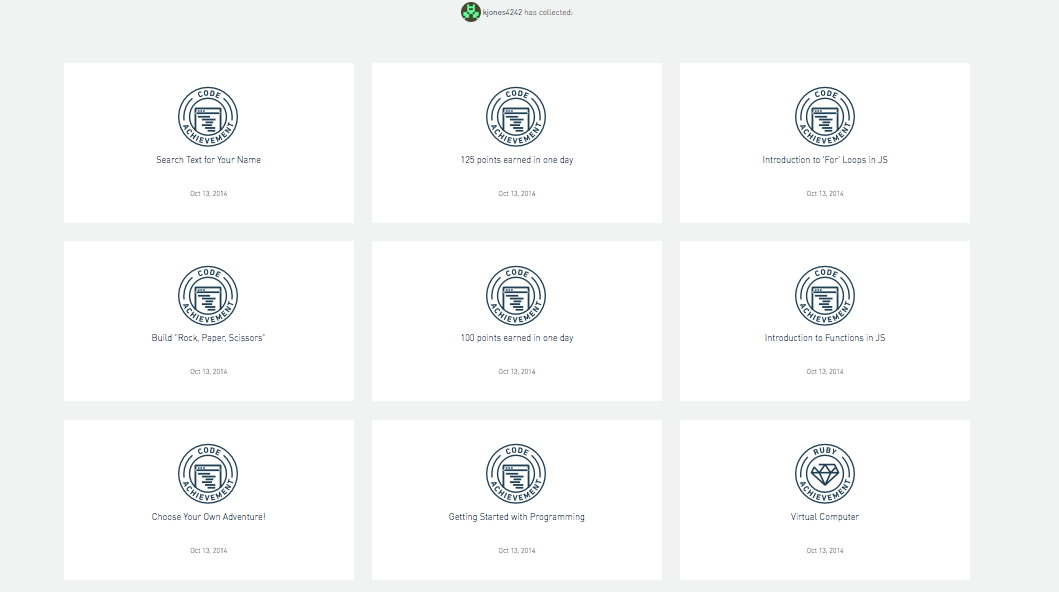 kjones4242 has collected:
CODE ACHIEVEMENT
Search Text for Your Name
Oct 13, 2014
CODE ACHIEVEMENT
125 points earned in one day
Oct 13, 2014
CODE ACHIEVEMENT
Introduction to 'For' Loops in JS
Oct 13, 2014
CODE ACHIEVEMENT
Build "Rock, Paper, Scissors"
Oct 13, 2014
CODE ACHIEVEMENT
100 points earned in one day
Oct 13, 2014
CODE ACHIEVEMENT
Introduction to Functions in JS
Oct 13, 2014
CODE ACHIEVEMENT
Choose Your Own Adventure!
Oct 13, 2014
CODE ACHIEVEMENT
Getting Started with Programming
Oct 13, 2014
RUBY ACHIEVEMENT
Virtual Computer
Oct 13, 2014